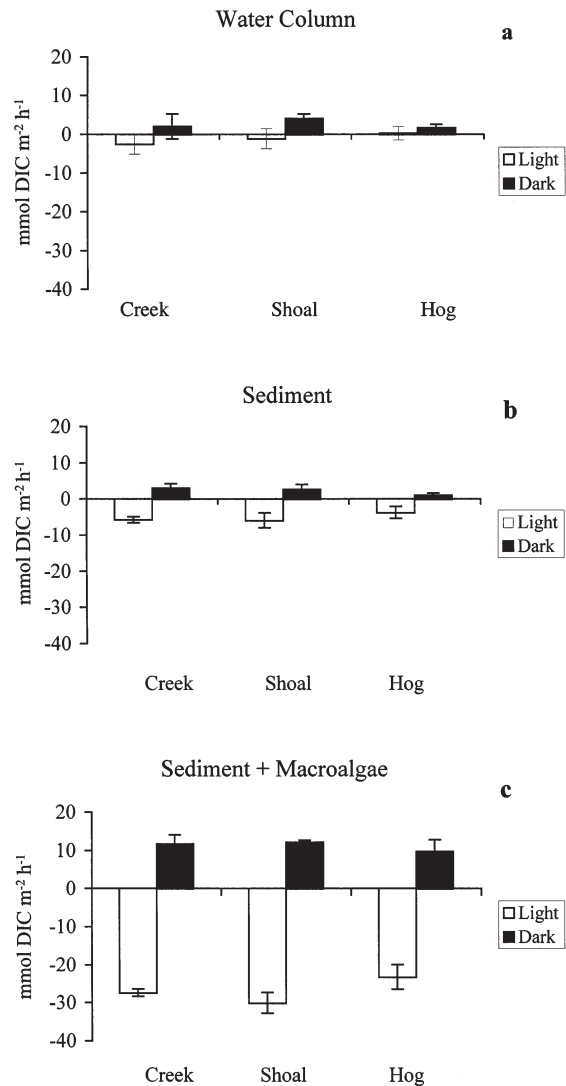 Water Column
a
20
10
0
-10
-20
-30
-40
mmol DIC m-2 h-1
Light
Dark
Creek Shoal Hog
Sediment
b
20
10
0
-10
-20
-30
-40
mmol DIC m-2 h-1
Light
Dark
Creek Shoal Hog
Sediment + Macroalgae
c
20
10
0
-10
-20
-30
-40
mmol DIC m-2 h-1
Light
Dark
Creek Shoal Hog